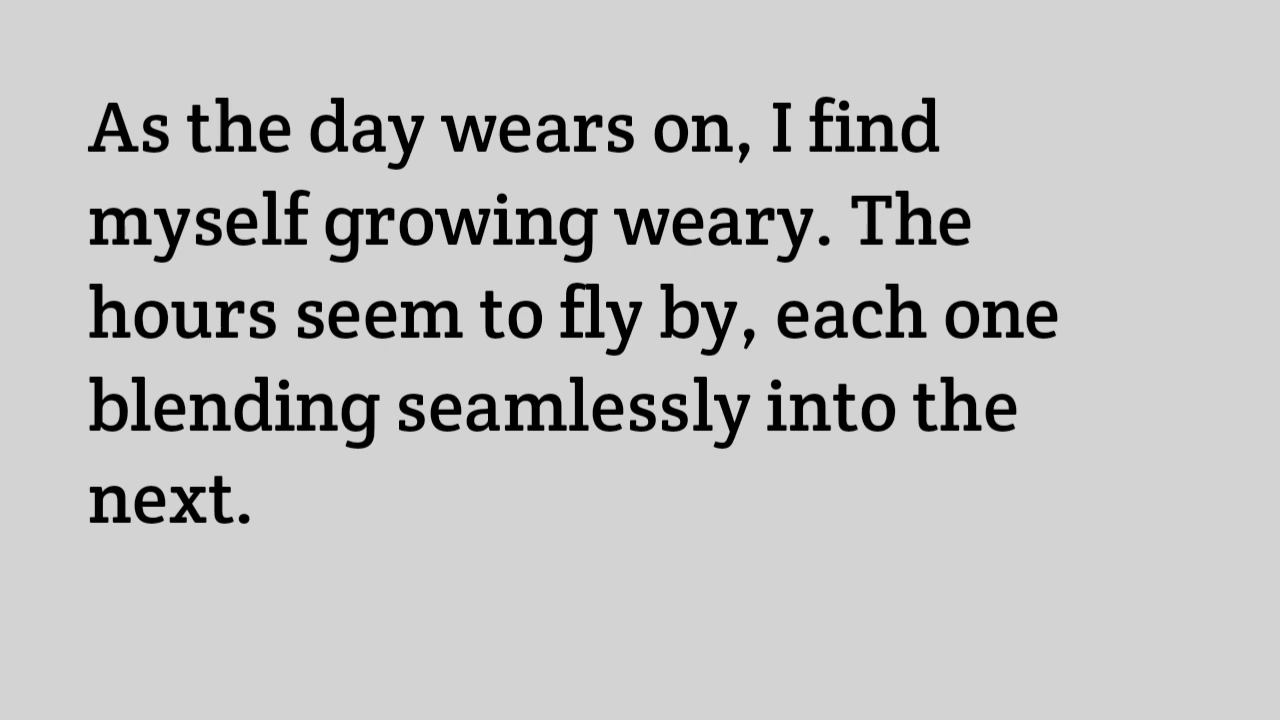 As the day wears on, I find
myself growing weary. The
hours seem to fly by, each one
blending seamlessly into the
next.